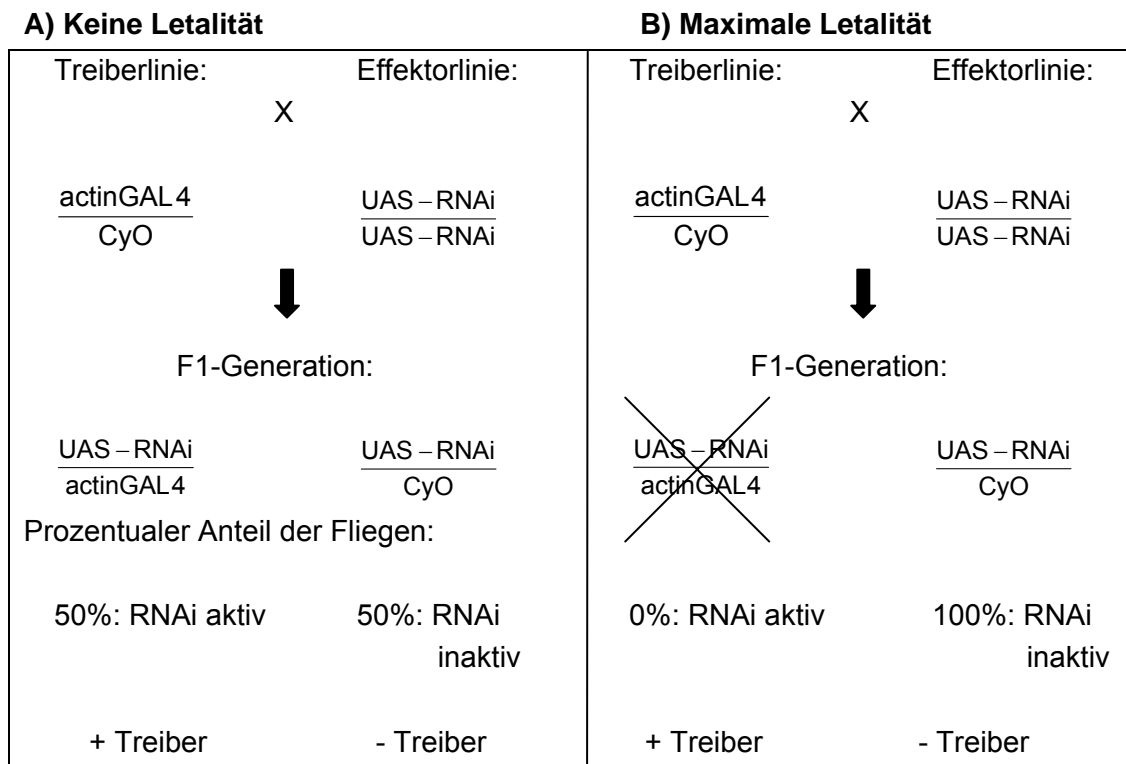 A) Keine Letalität
Treiberlinie: Effektorlinie:
X
actinGAL4 UAS – RNAi
CyO UAS – RNAi
F1-Generation:
UAS – RNAi UAS – RNAi
actinGAL4 CyO
Prozentualer Anteil der Fliegen:
50%: RNAi aktiv 50%: RNAi
inaktiv
+ Treiber - Treiber
B) Maximale Letalität
Treiberlinie: Effektorlinie:
X
actinGAL4 UAS – RNAi
CyO UAS – RNAi
F1-Generation:
UAS – RNAi UAS – RNAi
actinGAL4 CyO
0%: RNAi aktiv 100%: RNAi
inaktiv
+ Treiber - Treiber